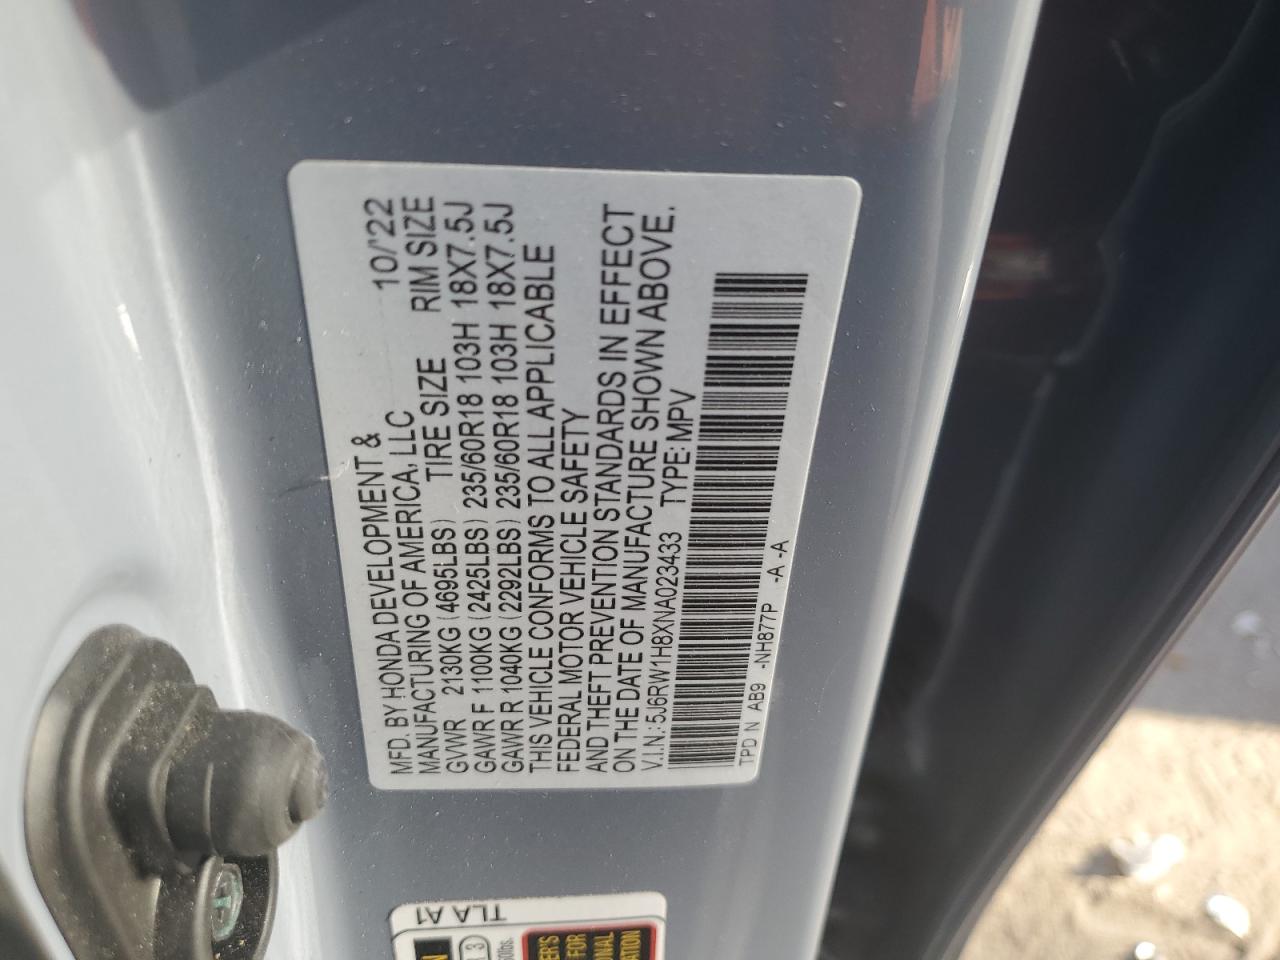 MFD. BY HONDA DEVELOPMENT & 10/'22
MANUFACTURING OF AMERICA, LLC
TIRE SIZE RIM SIZE
GVWR 2130KG (4695LBS)
GAWR F 1100KG (2425LBS) 235/60R18 103H 18X7.5J
GAWR R 1040KG (2292LBS) 235/60R18 103H 18X7.5J
THIS VEHICLE CONFORMS TO ALL APPLICABLE
FEDERAL MOTOR VEHICLE SAFETY
AND THEFT PREVENTION STANDARDS IN EFFECT
ON THE DATE OF MANUFACTURE SHOWN ABOVE.
V.I.N.: 5J6RW1H8XNA023433 TYPE: MPV
TPD N AB9 -NH877P -A -A
TLA A1